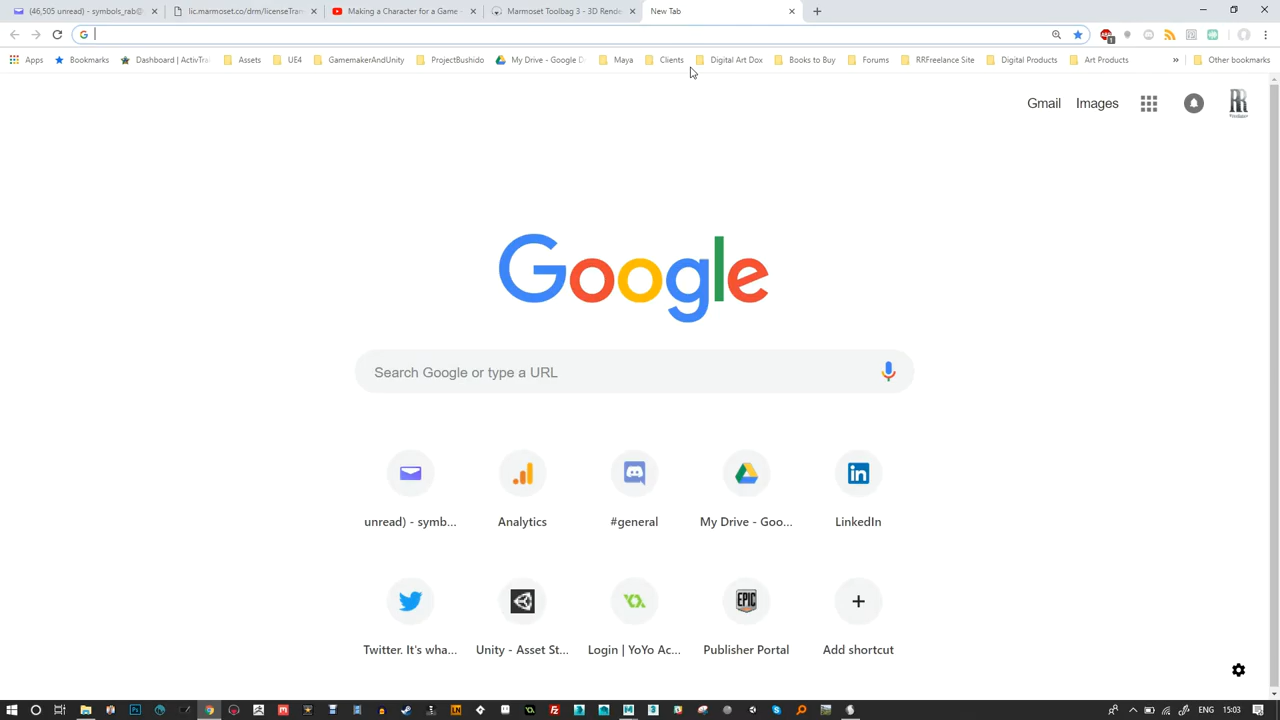 (46,505 unread) - symbols_rab@
lic.marmoset.co/drm/licenseTran
Making a Character for a Game -
Marmoset Toolbag 3 - 3D Rende
New Tab
Apps Bookmarks Dashboard | ActivTra Assets UE4 GamemakerAndUnity ProjectBushido My Drive - Google D Maya Clients Digital Art Dox Books to Buy Forums RRFreelance Site Digital Products Art Products » Other bookmarks
Gmail Images
RR
Google
Search Google or type a URL
unread) - symb... Analytics #general My Drive - Goo... LinkedIn
EPIC
Twitter. It's wha... Unity - Asset St... Login | YoYo Ac... Publisher Portal Add shortcut
ENG 15:03